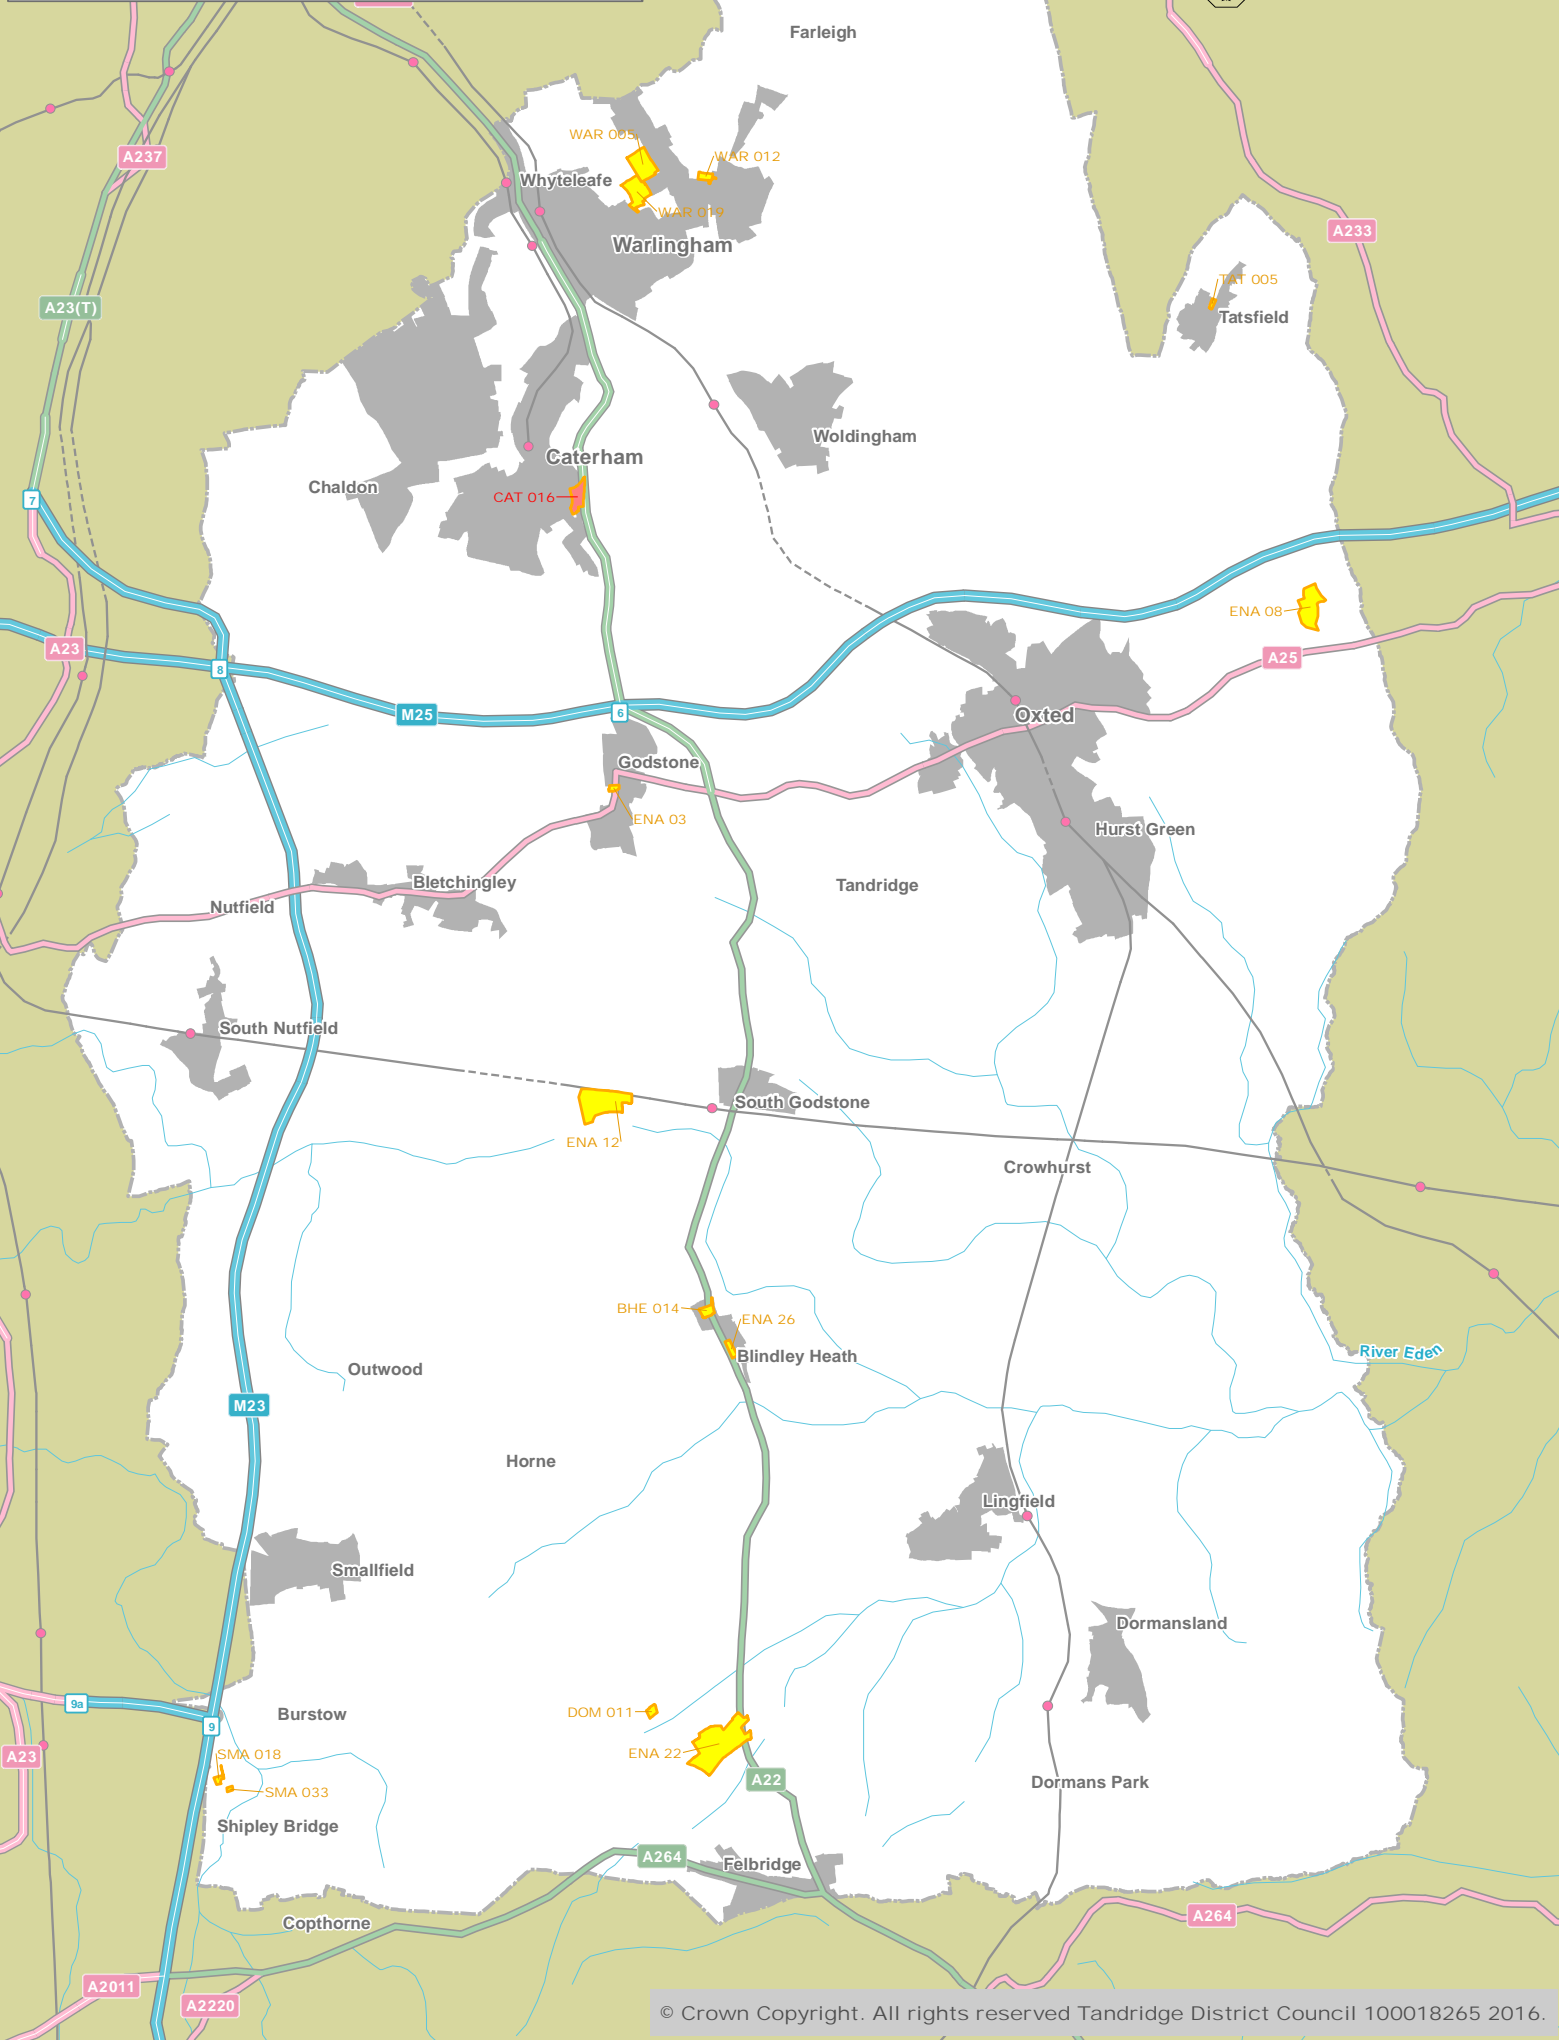 Farleigh
WAR 005
A237
WAR 012
Whyteleafe
WAR 019
A233
Warlingham
TAT 005
A23(T)
Tatsfield
Woldingham
Caterham
Chaldon
CAT 016
7
ENA 08
A23
A25
8
M25
6
Oxted
Godstone
ENA 03
Hurst Green
Bletchingley
Tandridge
Nutfield
South Nutfield
South Godstone
ENA 12
Crowhurst
BHE 014
ENA 26
River Eden
Blindley Heath
Outwood
M23
Horne
Lingfield
Smallfield
Dormansland
9a
DOM 011
Burstow
9
A23
SMA 018
ENA 22
A22
Dormans Park
SMA 033
Shipley Bridge
A264
Felbridge
A264
Copthorne
A2011
A2220
© Crown Copyright. All rights reserved Tandridge District Council 100018265 2016.